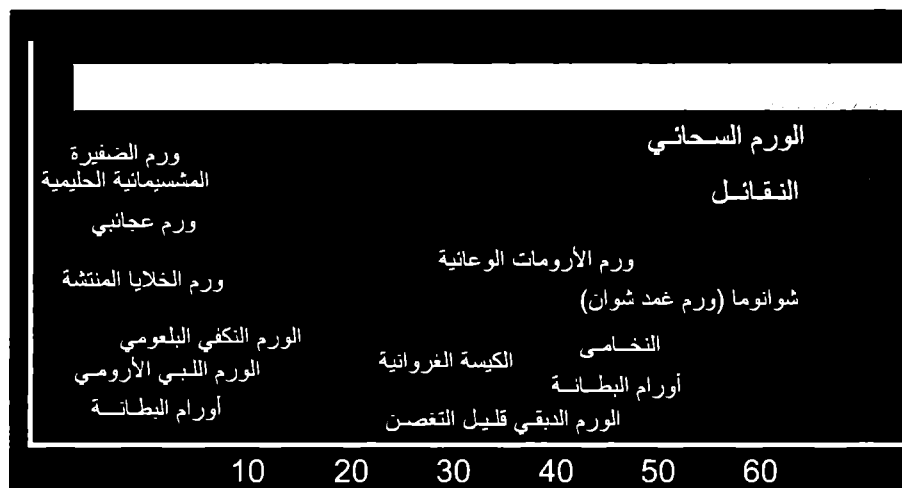 الورم السحائي
ورم الضفيرة
المشسيمائية الحليمية
النقائل
ورم عجائبي
ورم الأرومات الوعائية
ورم الخلايا المنتشة
شوانوما (ورم غمد شوان)
الورم النكفي البلعومي
النخامى
الكيسة الغروانية
الورم اللبي الأرومي
أورام البطانة
أورام البطانة
الورم الدبقي قليل التغصن
10 20 30 40 50 60